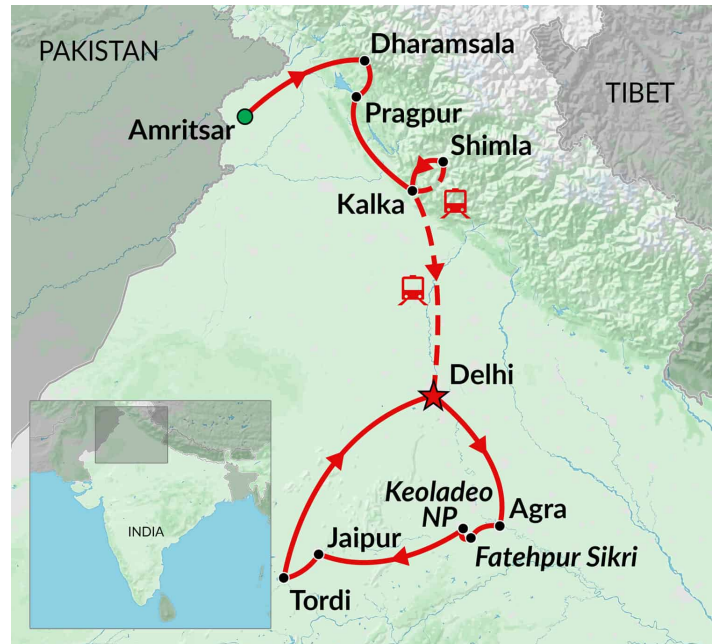 PAKISTAN
Dharamsala
TIBET
Pragpur
Amritsar
Shimla
Kalka
Delhi
Keoladeo
NP
Agra
Jaipur
Fatehpur Sikri
Tordi
INDIA